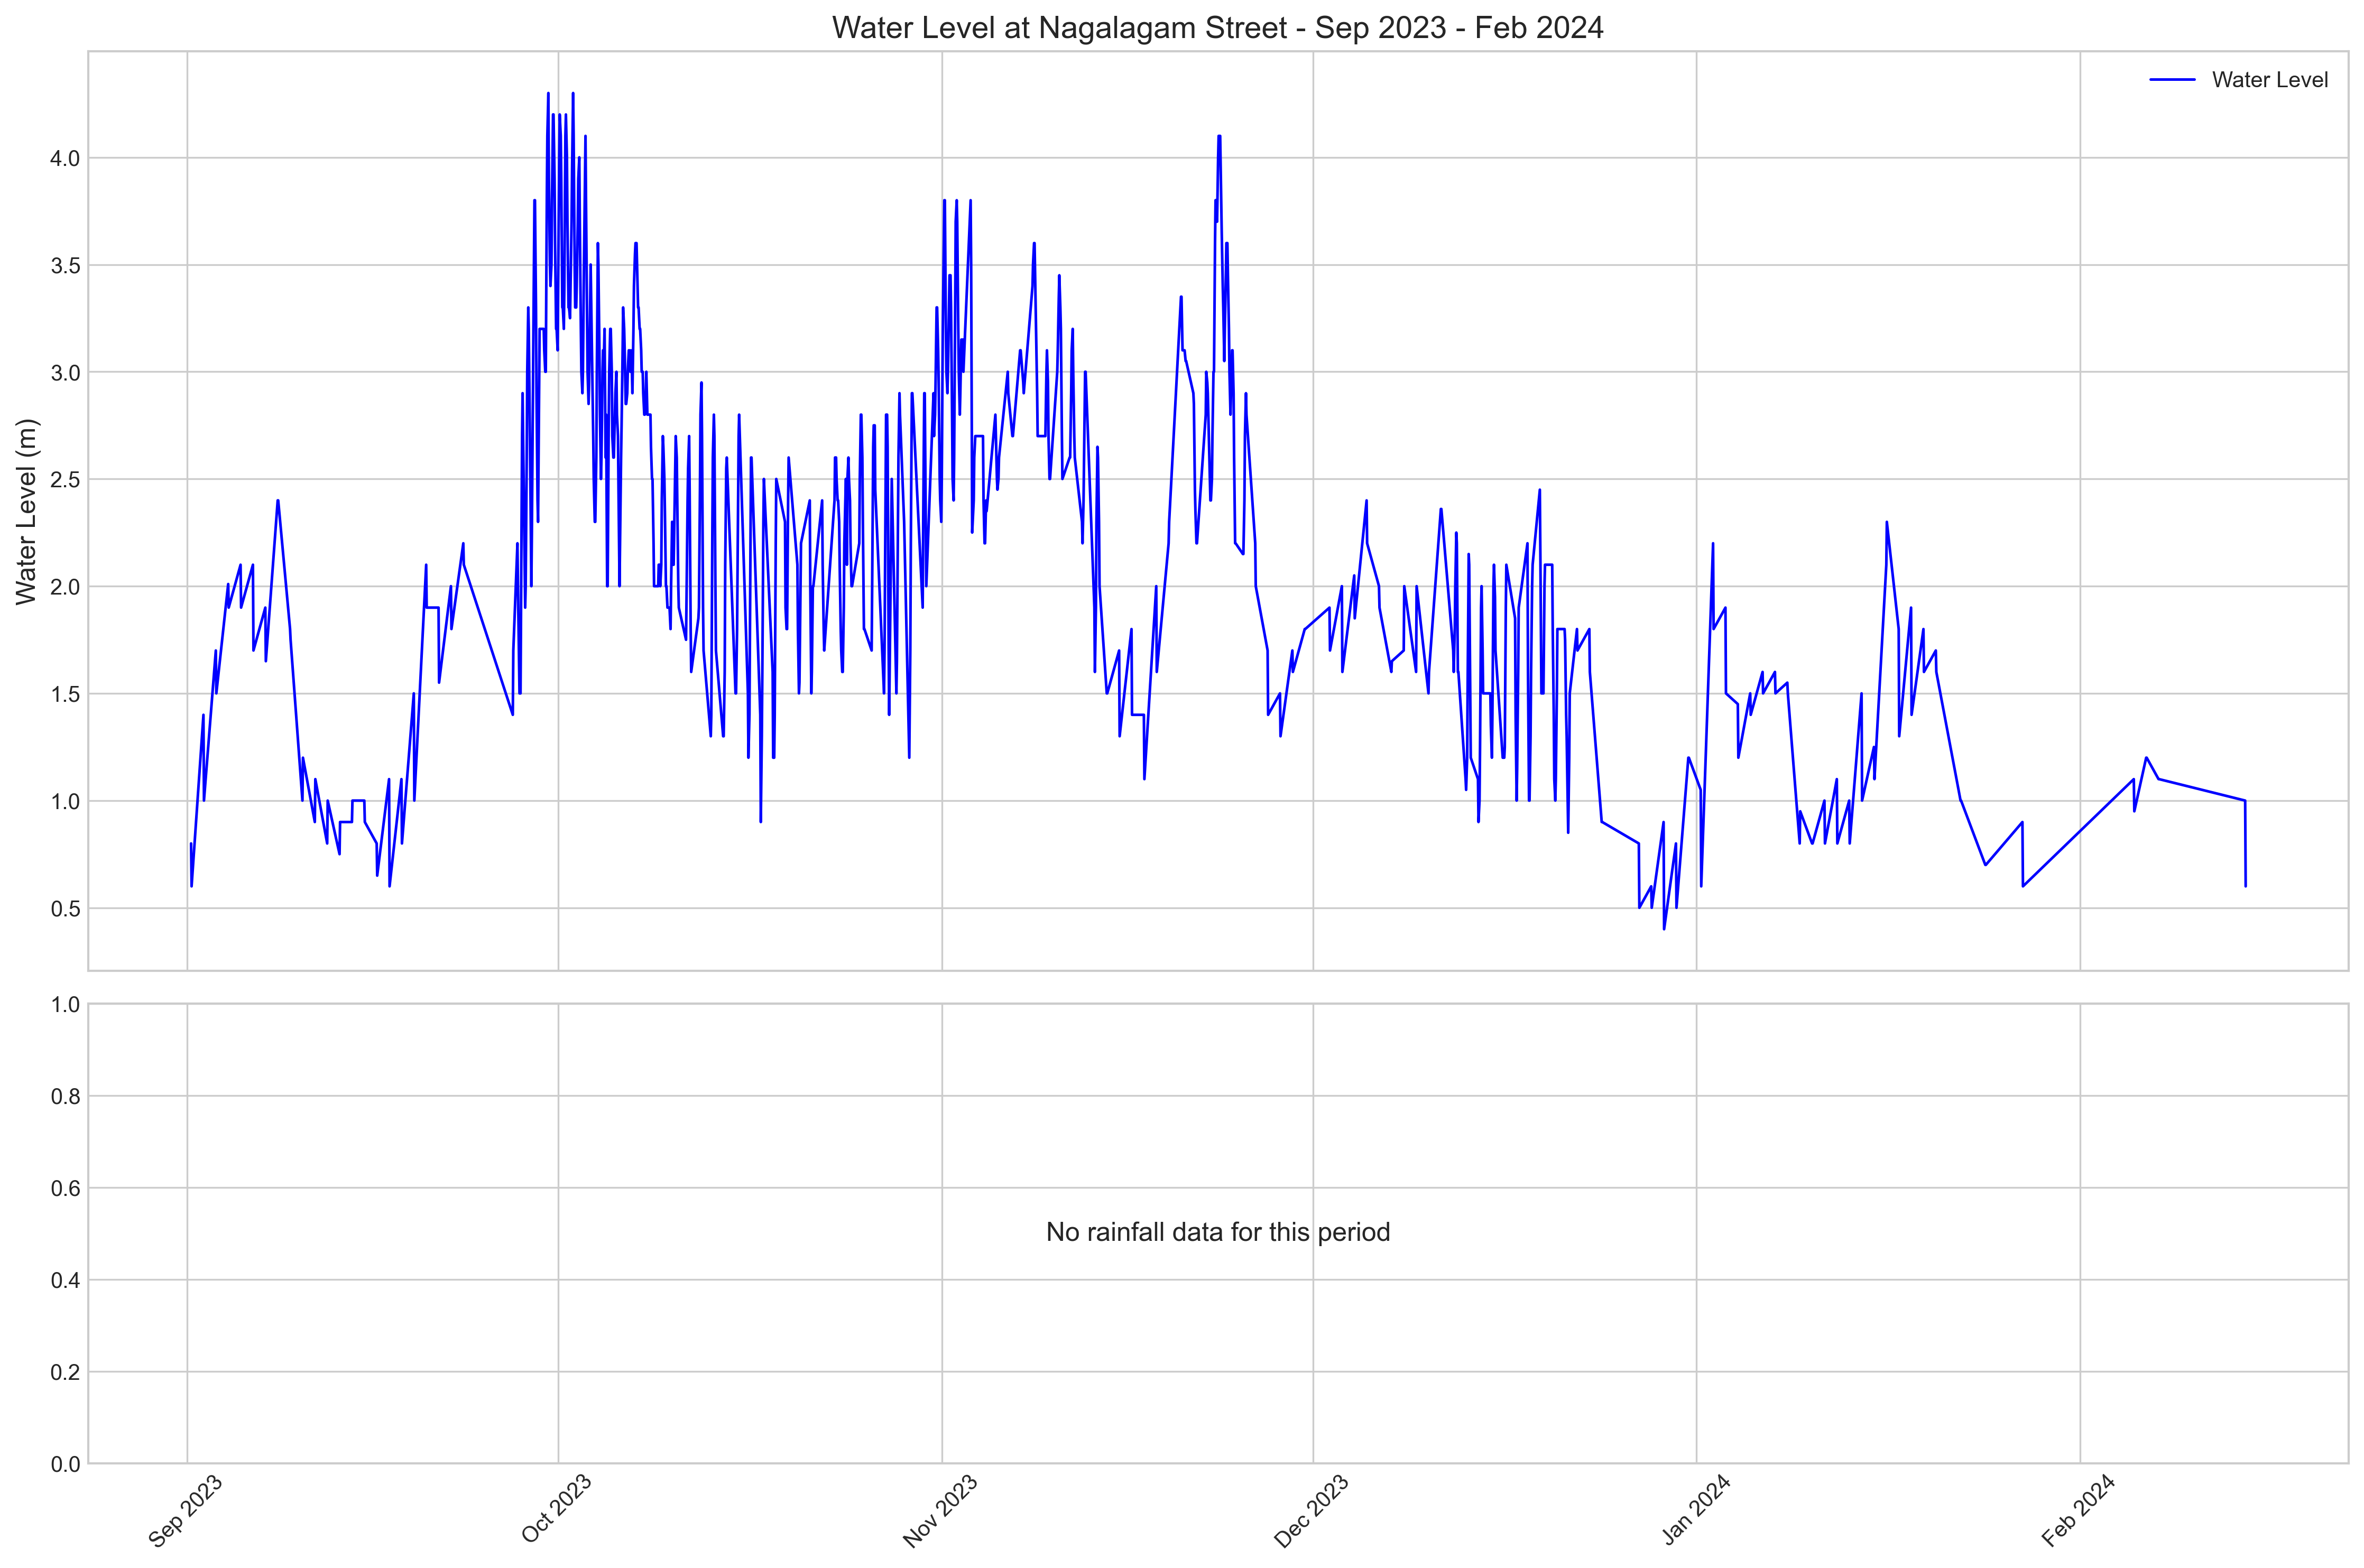 Water Level at Nagalagam Street - Sep 2023 - Feb 2024
Water Level
Water Level (m)
4.0
3.5
3.0
2.5
2.0
1.5
1.0
0.5
1.0
0.8
0.6
0.4
0.2
0.0
No rainfall data for this period
Sep 2023
Oct 2023
Nov 2023
Dec 2023
Jan 2024
Feb 2024